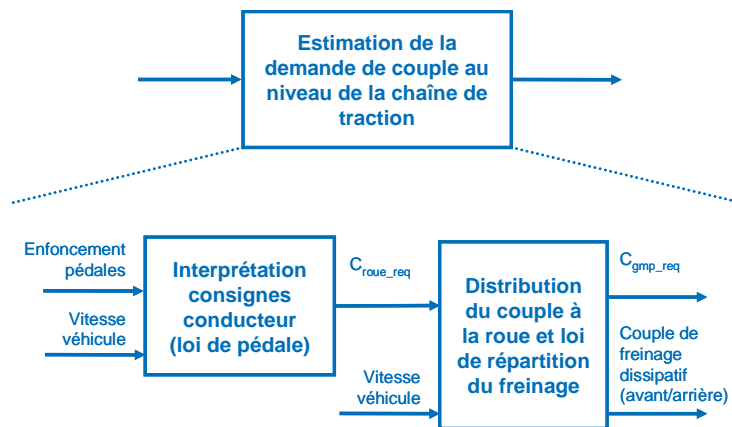 Estimation de la
demande de couple au
niveau de la chaîne de
traction
Enfoncement
pédales
Vitesse
véhicule
Interprétation
consignes
conducteur
(loi de pédale)
C_roue_req
Vitesse
véhicule
Distribution
du couple à
la roue et loi
de répartition
du freinage
C_gmp_req
Couple de
freinage
dissipatif
(avant/arrière)